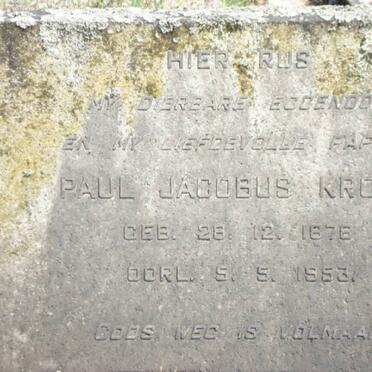 HIER RUS
MY DIERBARE EGGENOO
EN MY LIEFDEVOLLE PAP
PAUL JACOBUS KRO
GEB. 28. 12. 1876
OORL. 5. 5. 1953.
GODS WEG IS VOLMAA